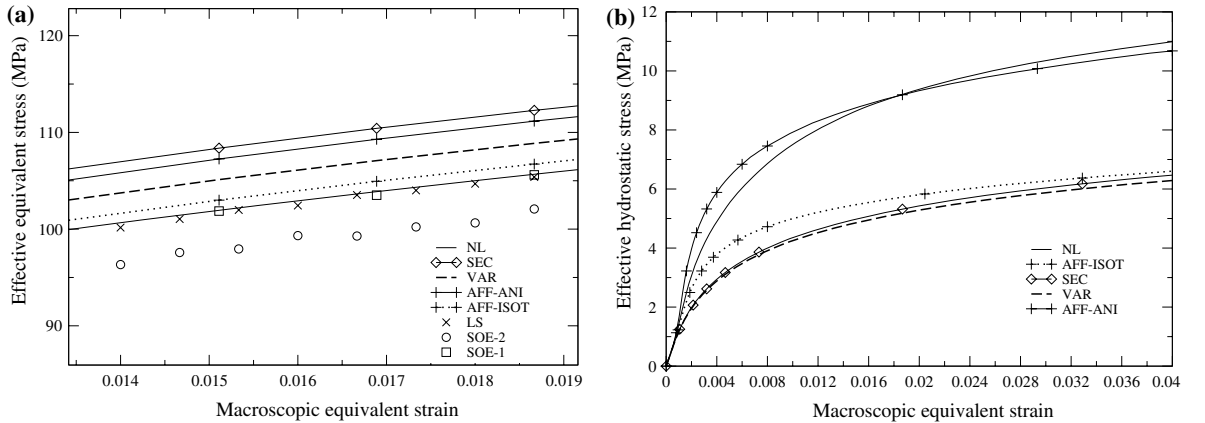 (a)
Effective equivalent stress (MPa)
120
110
100
90
NL
SEC
VAR
AFF-ANI
AFF-ISOT
LS
SOE-2
SOE-1
0.014 0.015 0.016 0.017 0.018 0.019
Macroscopic equivalent strain
(b)
Effective hydrostatic stress (MPa)
12
10
8
6
4
2
0
NL
AFF-ISOT
SEC
VAR
AFF-ANI
0 0.004 0.008 0.012 0.016 0.02 0.024 0.028 0.032 0.036 0.04
Macroscopic equivalent strain